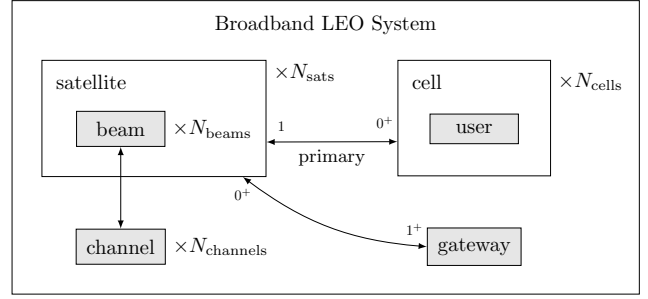 Broadband LEO System
satellite
×N_sats
cell
×N_cells
beam
×N_beams
1
0⁺
user
primary
0⁺
1⁺
channel
×N_channels
gateway